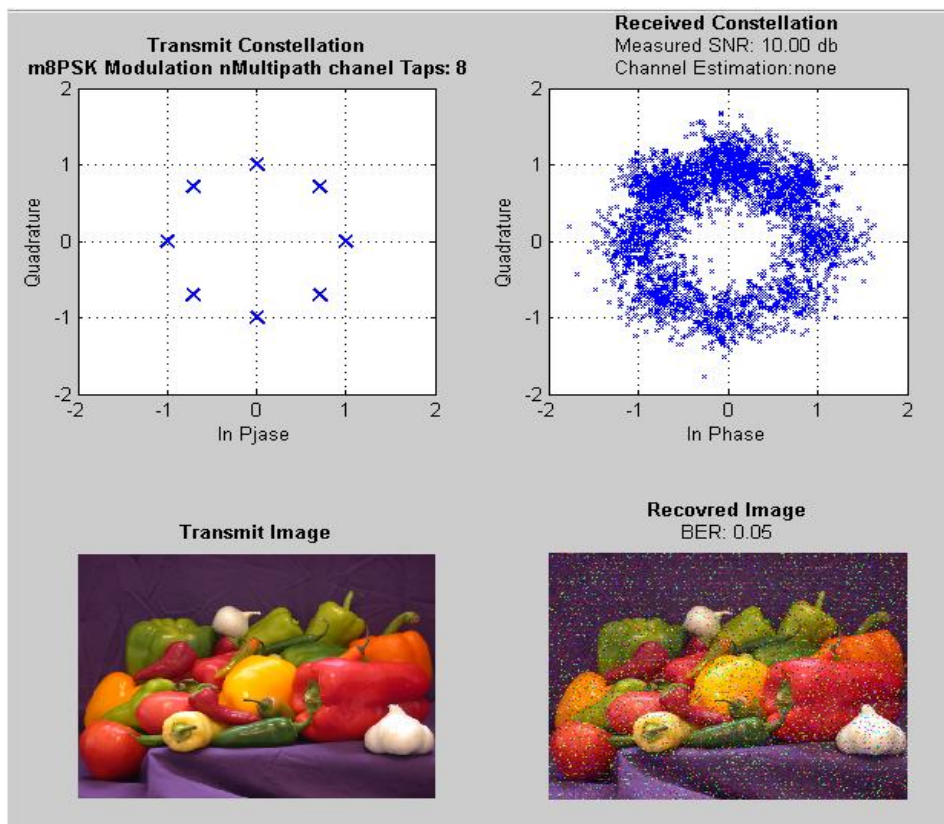 Transmit Constellation
m8PSK Modulation nMultipath chanel Taps: 8
2
1
0
-1
-2
-2
-1
0
1
2
Quadrature
In Pjase
Received Constellation
Measured SNR: 10.00 db
Channel Estimation:none
2
1
0
-1
-2
-2
-1
0
1
2
Quadrature
In Phase
Transmit Image
Recovred Image
BER: 0.05